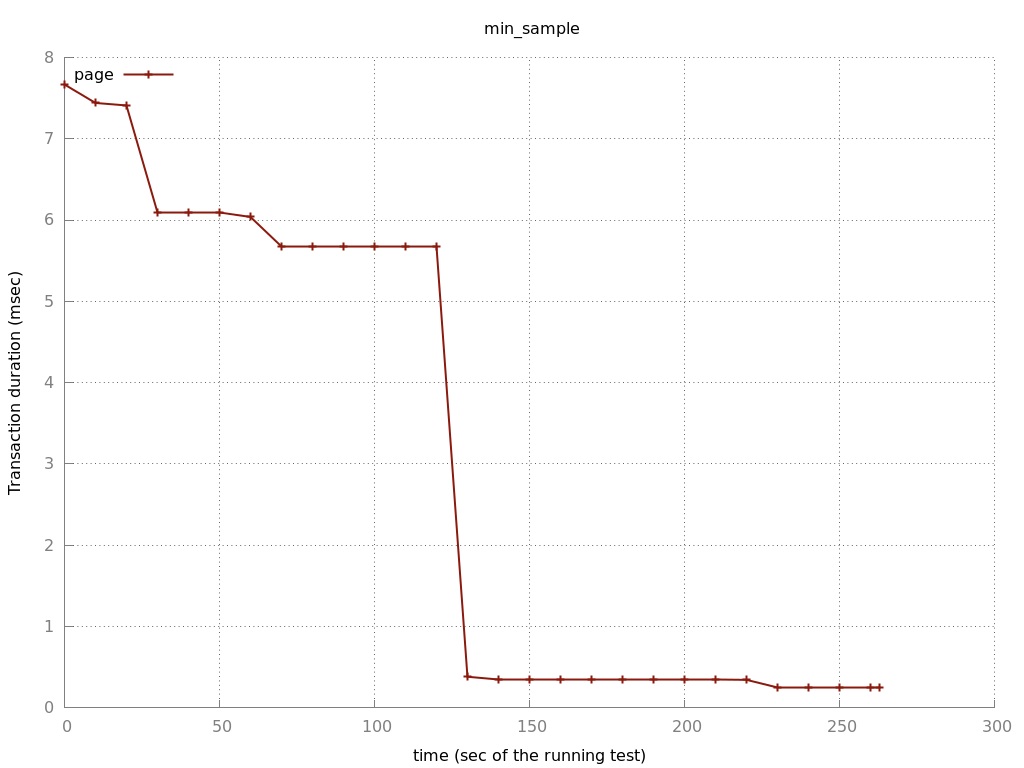 min_sample
page
8
7
6
5
4
3
2
1
0
0 50 100 150 200 250 300
Transaction duration (msec)
time (sec of the running test)